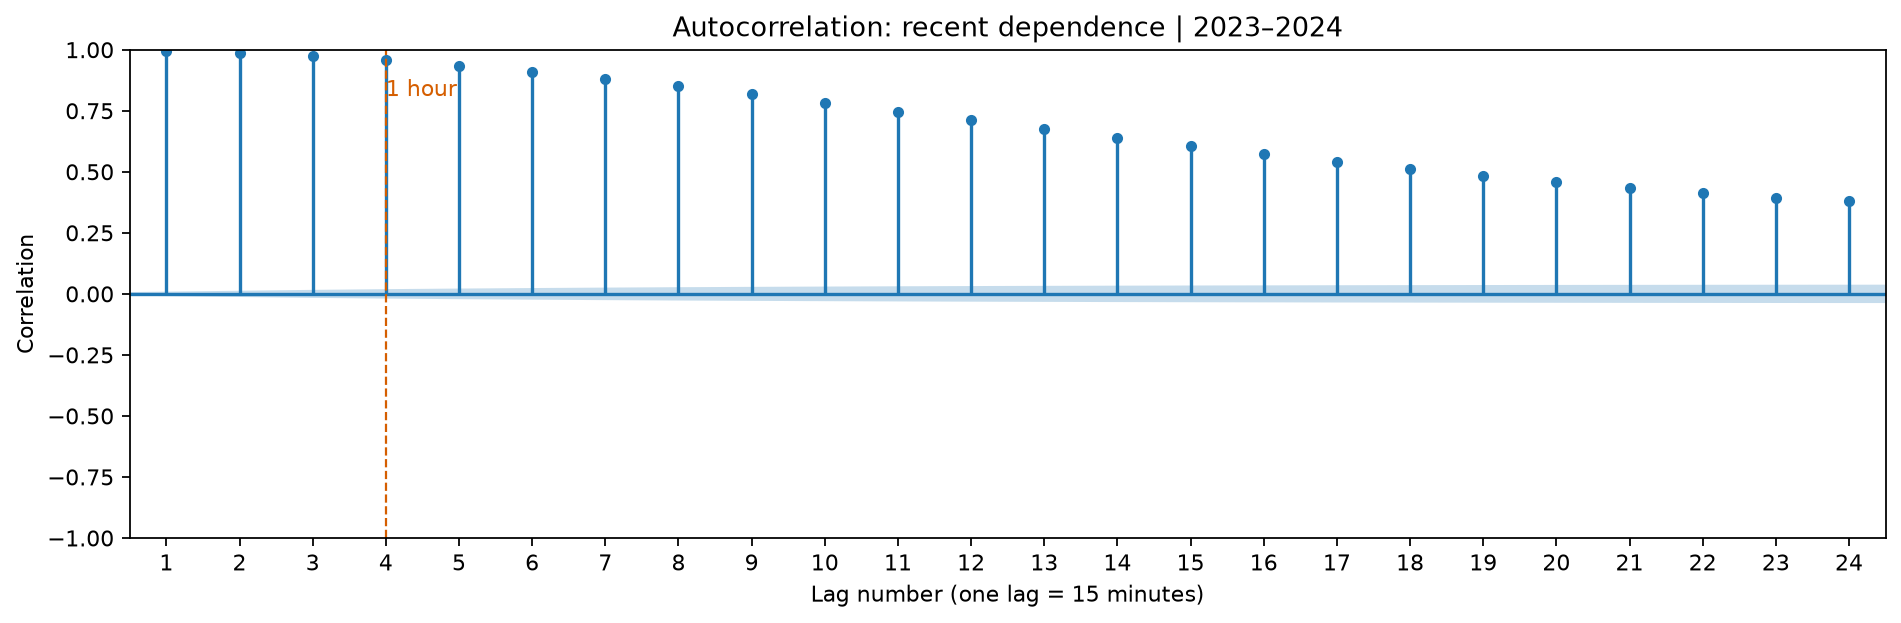 Autocorrelation: recent dependence | 2023–2024
Correlation
1.00
0.75
0.50
0.25
0.00
−0.25
−0.50
−0.75
−1.00
1 hour
1 2 3 4 5 6 7 8 9 10 11 12 13 14 15 16 17 18 19 20 21 22 23 24
Lag number (one lag = 15 minutes)